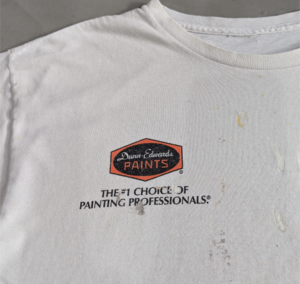 Dunn-Edwards
PAINTS®
THE #1 CHOICE OF
PAINTING PROFESSIONALS.®